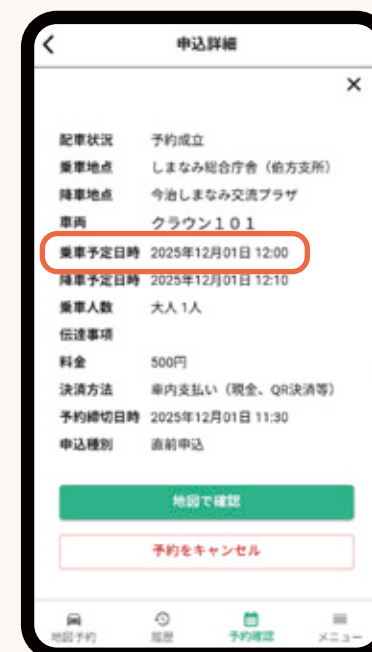 申込詳細
配車状況 予約成立
乗車地点 しまなみ総合庁舎（伯方支所）
降車地点 今治しまなみ交流プラザ
車両 クラウン１０１
乗車予定日時 2025年12月01日 12:00
降車予定日時 2025年12月01日 12:10
乗車人数 大人 1人
伝達事項
料金 500円
決済方法 車内支払い（現金、QR決済等）
予約締切日時 2025年12月01日 11:30
申込種別 直前申込
地図で確認
予約をキャンセル
地図予約 履歴 予約確認 メニュー